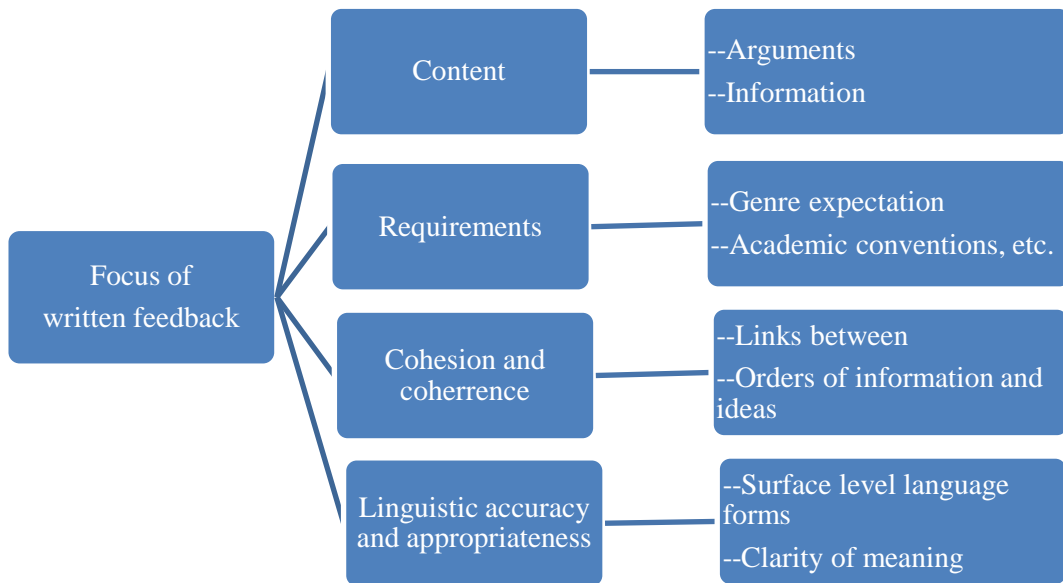 Focus of
written feedback
Content
--Arguments
--Information
Requirements
--Genre expectation
--Academic conventions, etc.
Cohesion and
coherrence
--Links between
--Orders of information and
ideas
Linguistic accuracy
and appropriateness
--Surface level language
forms
--Clarity of meaning